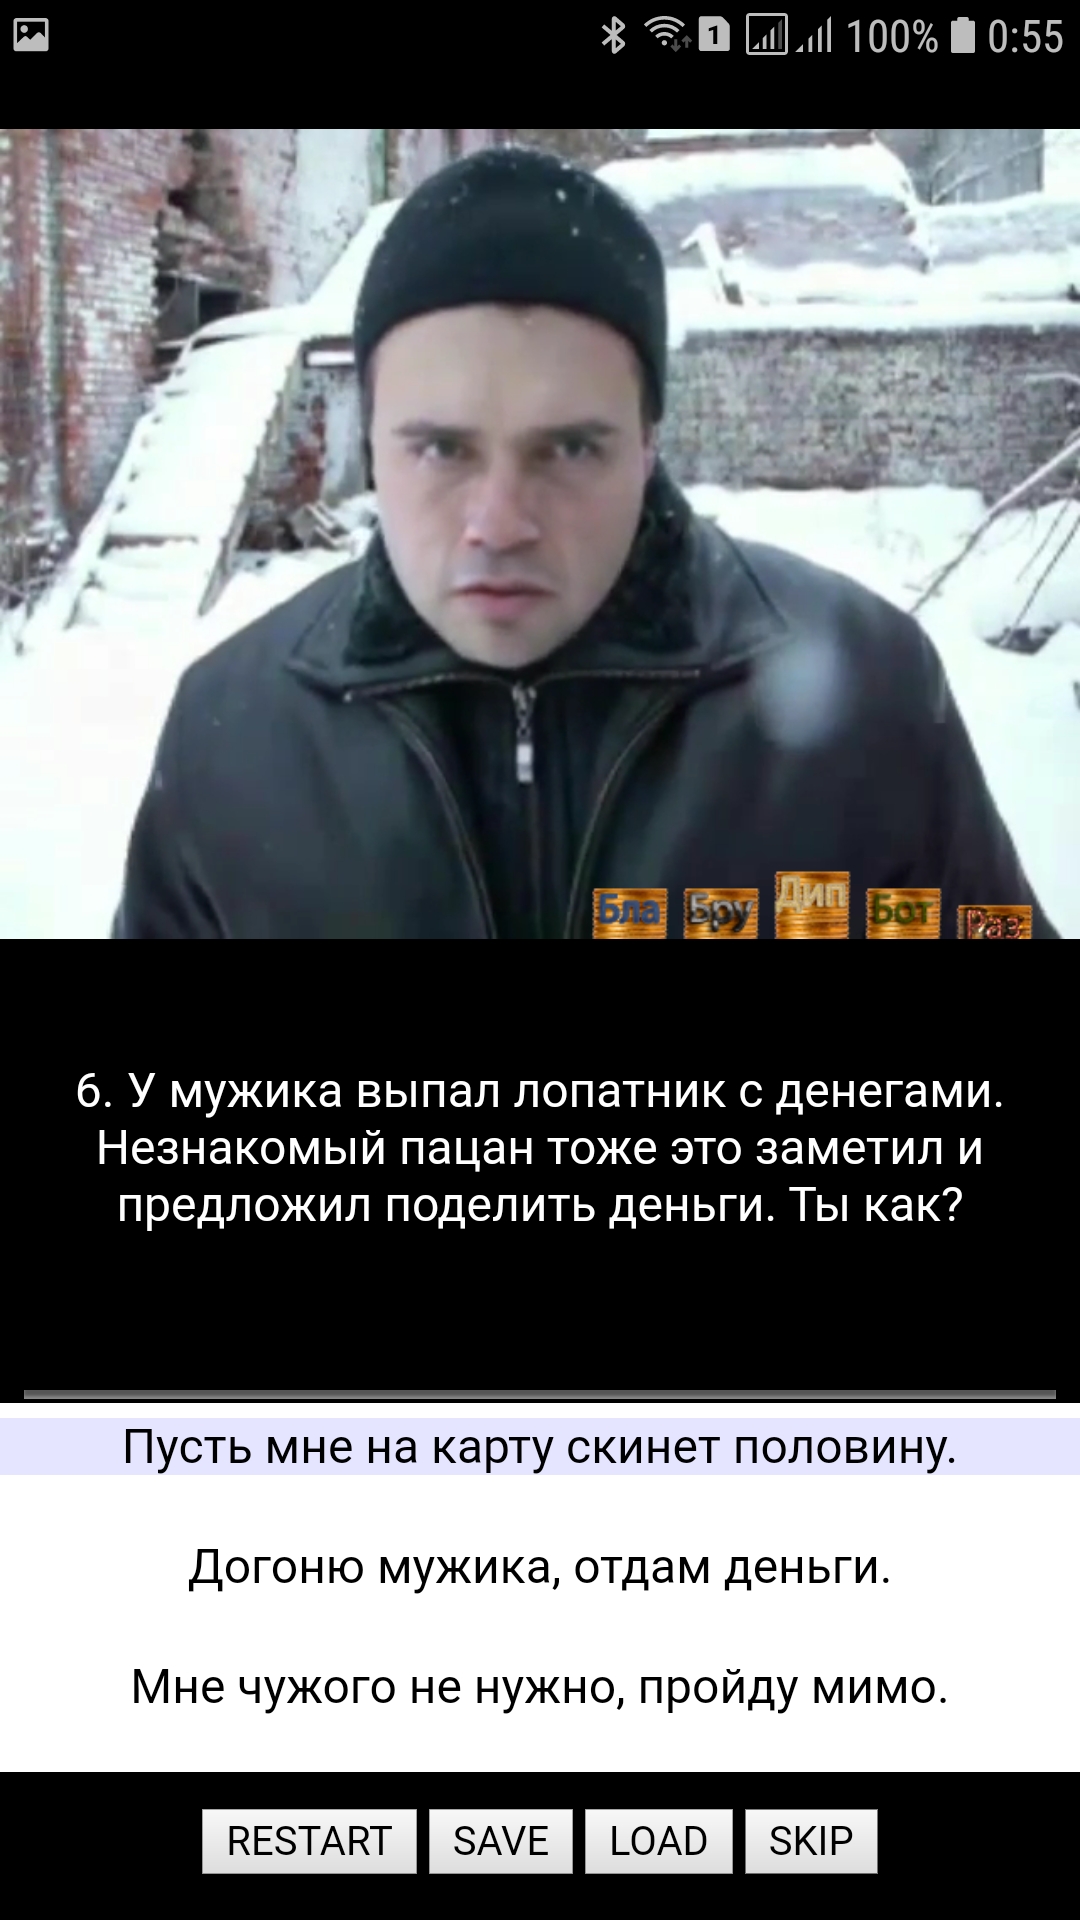 1 100% 0:55
Бла Бру Дип Бот Раз
6. У мужика выпал лопатник с денегами.
Незнакомый пацан тоже это заметил и
предложил поделить деньги. Ты как?
Пусть мне на карту скинет половину.
Догоню мужика, отдам деньги.
Мне чужого не нужно, пройду мимо.
RESTART SAVE LOAD SKIP